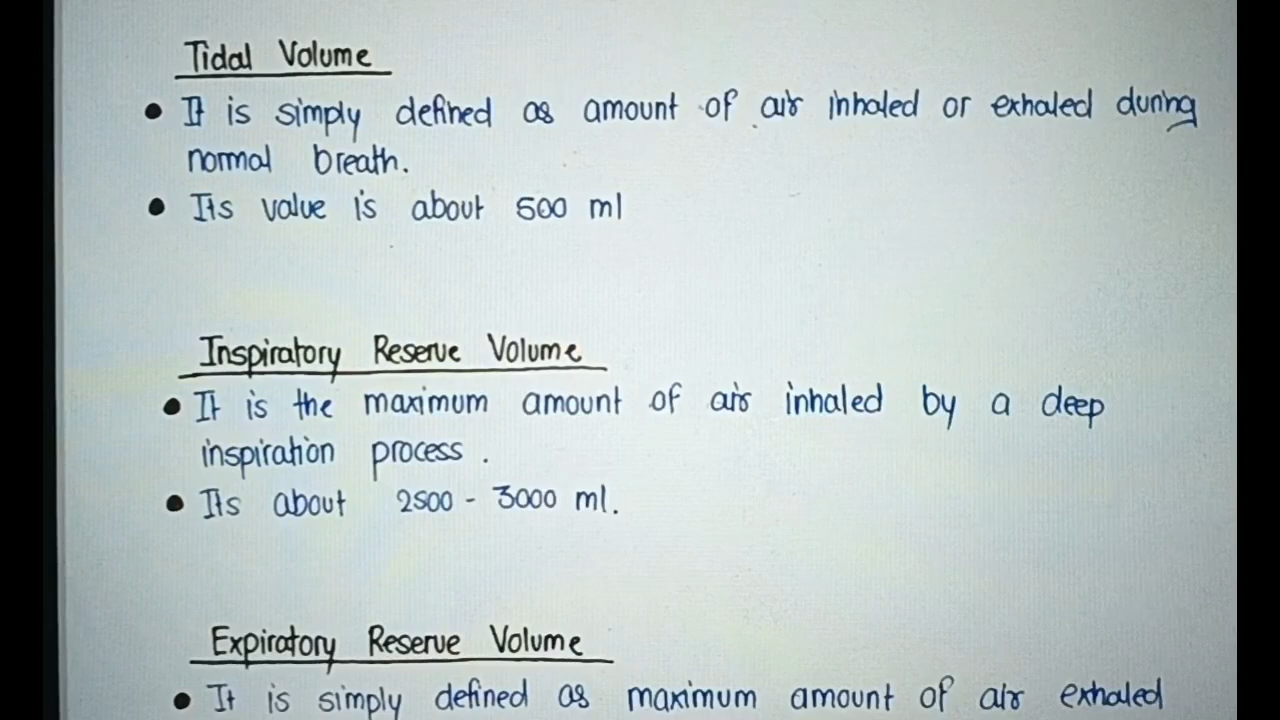 Tidal Volume
• It is simply defined as amount of air inhaled or exhaled during
normal breath.
• Its value is about 500 ml
Inspiratory Reserve Volume
• It is the maximum amount of air inhaled by a deep
inspiration process.
• Its about 2500 - 3000 ml.
Expiratory Reserve Volume
• It is simply defined as maximum amount of air exhaled